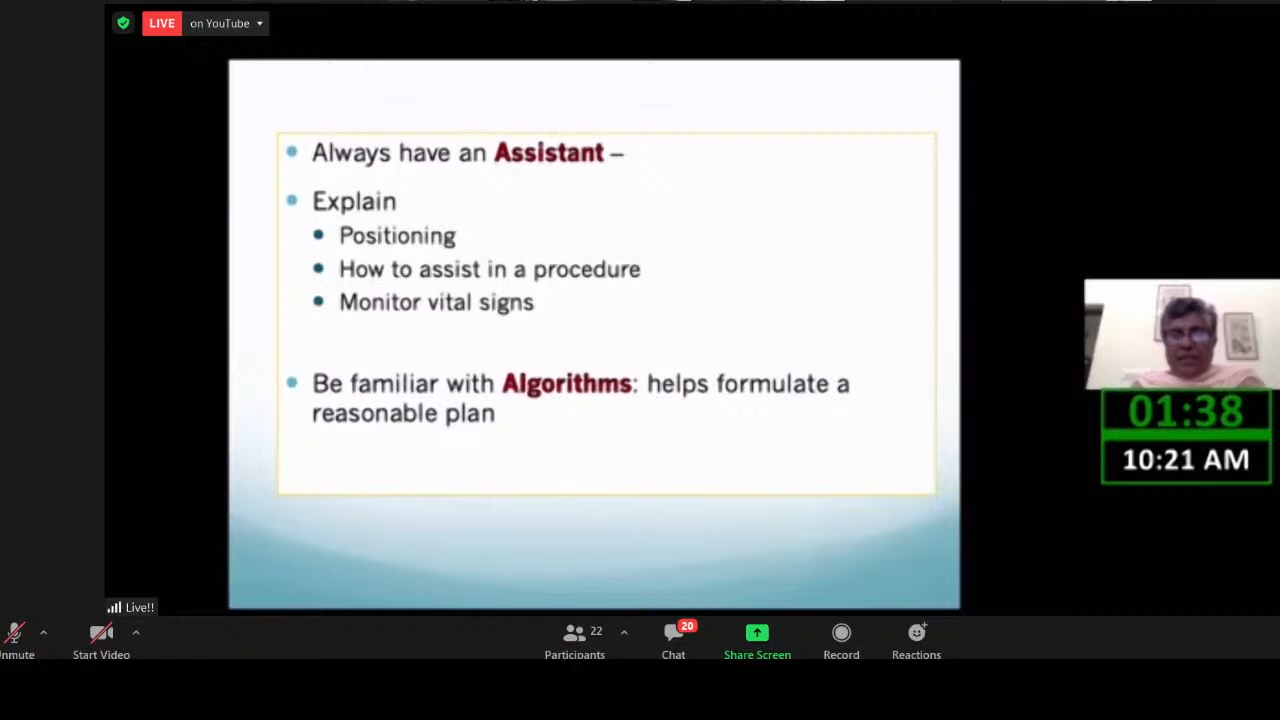 LIVE on YouTube
Always have an Assistant –
Explain
Positioning
How to assist in a procedure
Monitor vital signs
Be familiar with Algorithms: helps formulate a
reasonable plan
01:38
10:21 AM
Live!!
22
20
nmute
Start Video
Participants
Chat
Share Screen
Record
Reactions